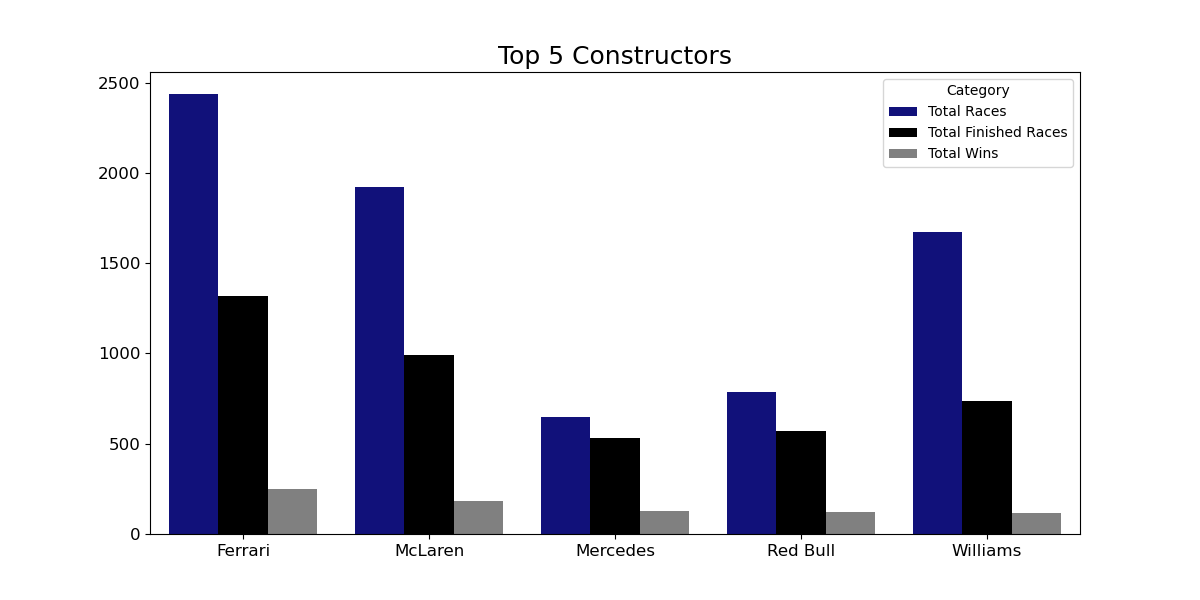 Top 5 Constructors
Category
Total Races
Total Finished Races
Total Wins
2500
2000
1500
1000
500
0
Ferrari McLaren Mercedes Red Bull Williams